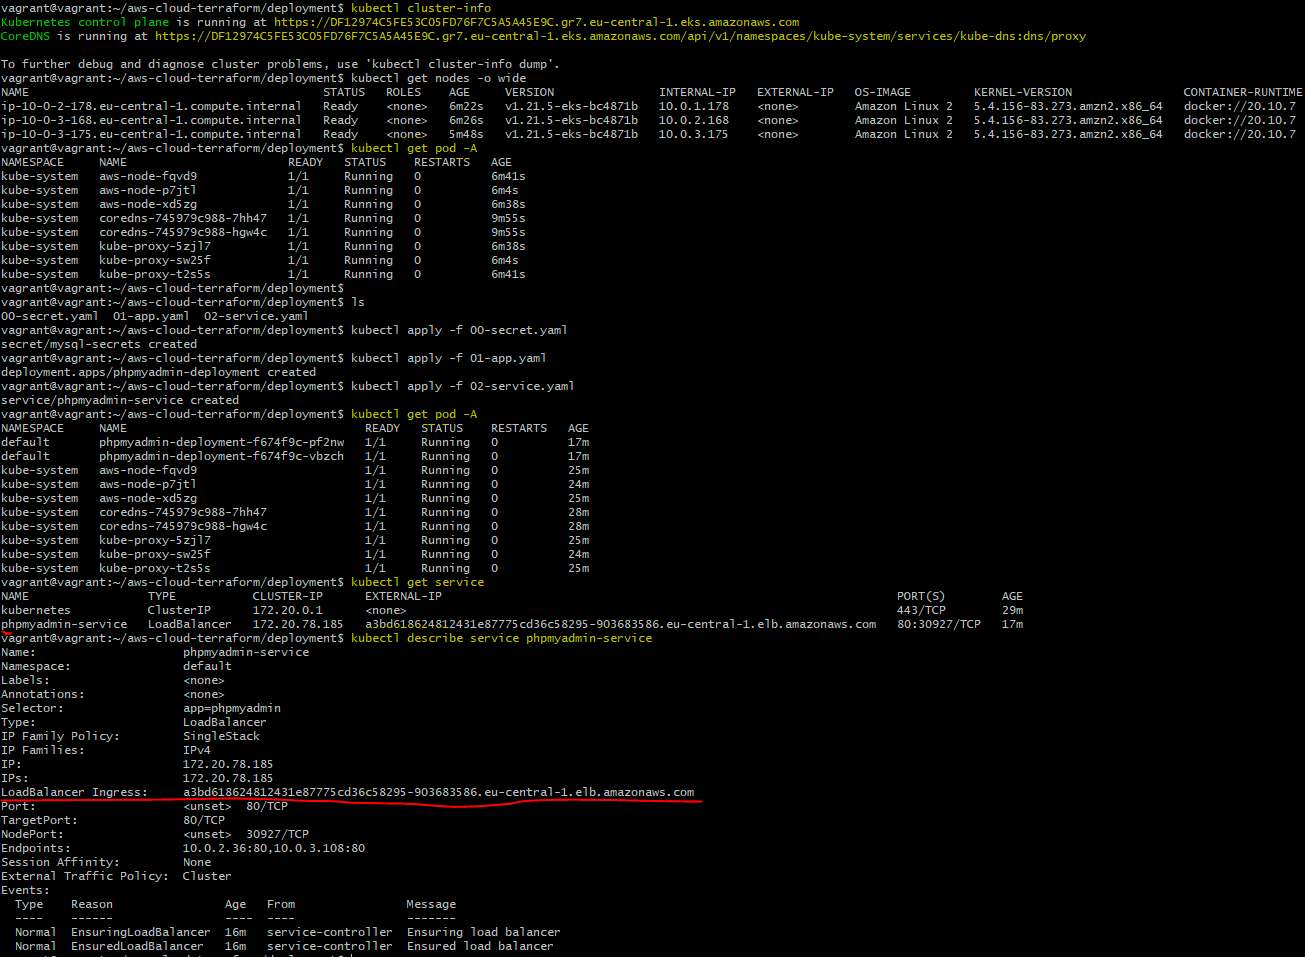 vagrant@vagrant:~/aws-cloud-terraform/deployment$ kubectl cluster-info
Kubernetes control plane is running at https://DF12974C5FE53C05FD76F7C5A5A45E9C.gr7.eu-central-1.eks.amazonaws.com
CoreDNS is running at https://DF12974C5FE53C05FD76F7C5A5A45E9C.gr7.eu-central-1.eks.amazonaws.com/api/v1/namespaces/kube-system/services/kube-dns:dns/proxy
To further debug and diagnose cluster problems, use 'kubectl cluster-info dump'.
vagrant@vagrant:~/aws-cloud-terraform/deployment$ kubectl get nodes -o wide
NAME STATUS ROLES AGE VERSION INTERNAL-IP EXTERNAL-IP OS-IMAGE KERNEL-VERSION CONTAINER-RUNTIME
ip-10-0-2-178.eu-central-1.compute.internal Ready <none> 6m22s v1.21.5-eks-bc4871b 10.0.1.178 <none> Amazon Linux 2 5.4.156-83.273.amzn2.x86_64 docker://20.10.7
ip-10-0-3-168.eu-central-1.compute.internal Ready <none> 6m26s v1.21.5-eks-bc4871b 10.0.2.168 <none> Amazon Linux 2 5.4.156-83.273.amzn2.x86_64 docker://20.10.7
ip-10-0-3-175.eu-central-1.compute.internal Ready <none> 5m48s v1.21.5-eks-bc4871b 10.0.3.175 <none> Amazon Linux 2 5.4.156-83.273.amzn2.x86_64 docker://20.10.7
vagrant@vagrant:~/aws-cloud-terraform/deployment$ kubectl get pod -A
NAMESPACE NAME READY STATUS RESTARTS AGE
kube-system aws-node-fqvd9 1/1 Running 0 6m41s
kube-system aws-node-p7jtl 1/1 Running 0 6m4s
kube-system aws-node-xd5zg 1/1 Running 0 6m38s
kube-system coredns-745979c988-7hh47 1/1 Running 0 9m55s
kube-system coredns-745979c988-hgw4c 1/1 Running 0 9m55s
kube-system kube-proxy-5zjl7 1/1 Running 0 6m38s
kube-system kube-proxy-sw25f 1/1 Running 0 6m4s
kube-system kube-proxy-t2s5s 1/1 Running 0 6m41s
vagrant@vagrant:~/aws-cloud-terraform/deployment$
vagrant@vagrant:~/aws-cloud-terraform/deployment$ ls
00-secret.yaml 01-app.yaml 02-service.yaml
vagrant@vagrant:~/aws-cloud-terraform/deployment$ kubectl apply -f 00-secret.yaml
secret/mysql-secrets created
vagrant@vagrant:~/aws-cloud-terraform/deployment$ kubectl apply -f 01-app.yaml
deployment.apps/phpmyadmin-deployment created
vagrant@vagrant:~/aws-cloud-terraform/deployment$ kubectl apply -f 02-service.yaml
service/phpmyadmin-service created
vagrant@vagrant:~/aws-cloud-terraform/deployment$ kubectl get pod -A
NAMESPACE NAME READY STATUS RESTARTS AGE
default phpmyadmin-deployment-f674f9c-pf2nw 1/1 Running 0 17m
default phpmyadmin-deployment-f674f9c-vbzch 1/1 Running 0 17m
kube-system aws-node-fqvd9 1/1 Running 0 25m
kube-system aws-node-p7jtl 1/1 Running 0 24m
kube-system aws-node-xd5zg 1/1 Running 0 25m
kube-system coredns-745979c988-7hh47 1/1 Running 0 28m
kube-system coredns-745979c988-hgw4c 1/1 Running 0 28m
kube-system kube-proxy-5zjl7 1/1 Running 0 25m
kube-system kube-proxy-sw25f 1/1 Running 0 24m
kube-system kube-proxy-t2s5s 1/1 Running 0 25m
vagrant@vagrant:~/aws-cloud-terraform/deployment$ kubectl get service
NAME TYPE CLUSTER-IP EXTERNAL-IP PORT(S) AGE
kubernetes ClusterIP 172.20.0.1 <none> 443/TCP 29m
phpmyadmin-service LoadBalancer 172.20.78.185 a3bd618624812431e87775cd36c58295-903683586.eu-central-1.elb.amazonaws.com 80:30927/TCP 17m
vagrant@vagrant:~/aws-cloud-terraform/deployment$ kubectl describe service phpmyadmin-service
Name: phpmyadmin-service
Namespace: default
Labels: <none>
Annotations: <none>
Selector: app=phpmyadmin
Type: LoadBalancer
IP Family Policy: SingleStack
IP Families: IPv4
IP: 172.20.78.185
IPs: 172.20.78.185
LoadBalancer Ingress: a3bd618624812431e87775cd36c58295-903683586.eu-central-1.elb.amazonaws.com
Port: <unset> 80/TCP
TargetPort: 80/TCP
NodePort: <unset> 30927/TCP
Endpoints: 10.0.2.36:80,10.0.3.108:80
Session Affinity: None
External Traffic Policy: Cluster
Events:
Type Reason Age From Message
---- ------ ---- ---- -------
Normal EnsuringLoadBalancer 16m service-controller Ensuring load balancer
Normal EnsuredLoadBalancer 16m service-controller Ensured load balancer